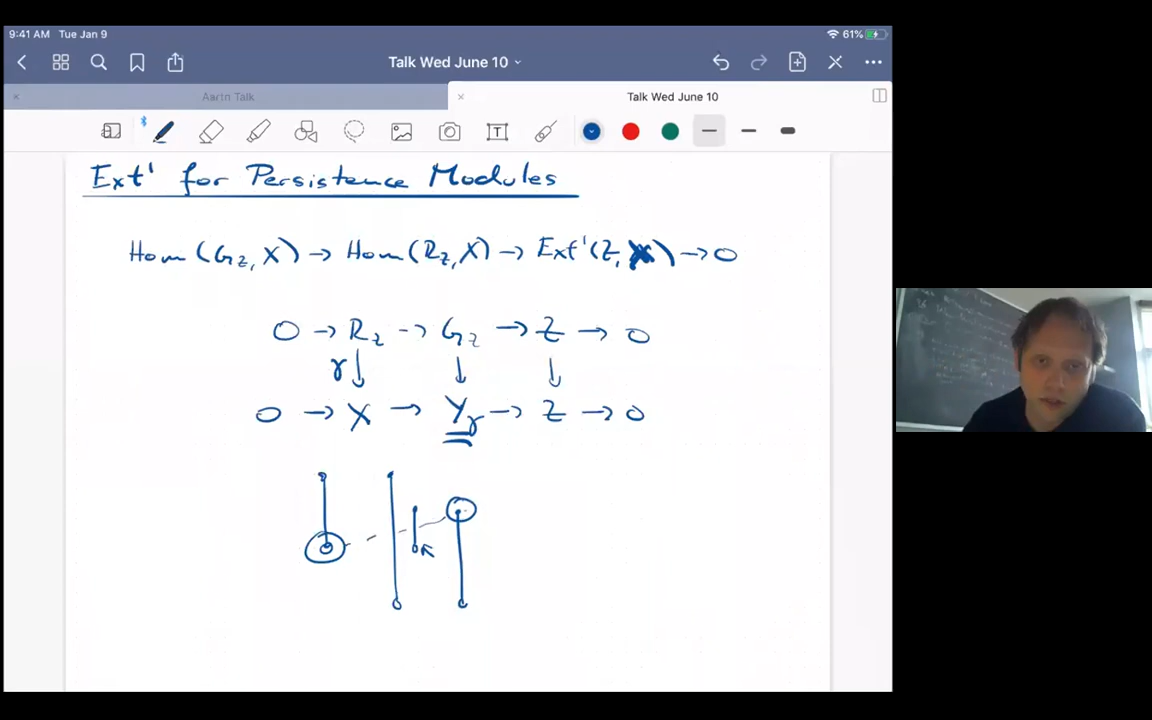 9:41 AM Tue Jan 9
61%
Talk Wed June 10
Aarin Talk
Talk Wed June 10
Ext¹ for Persistence Modules
Hom(G_Z, X) → Hom(R_Z, X) → Ext¹(Z, X) → 0
0 → R_Z → G_Z → Z → 0
γ ↓ ↓ ↓
0 → X → Y_γ → Z → 0